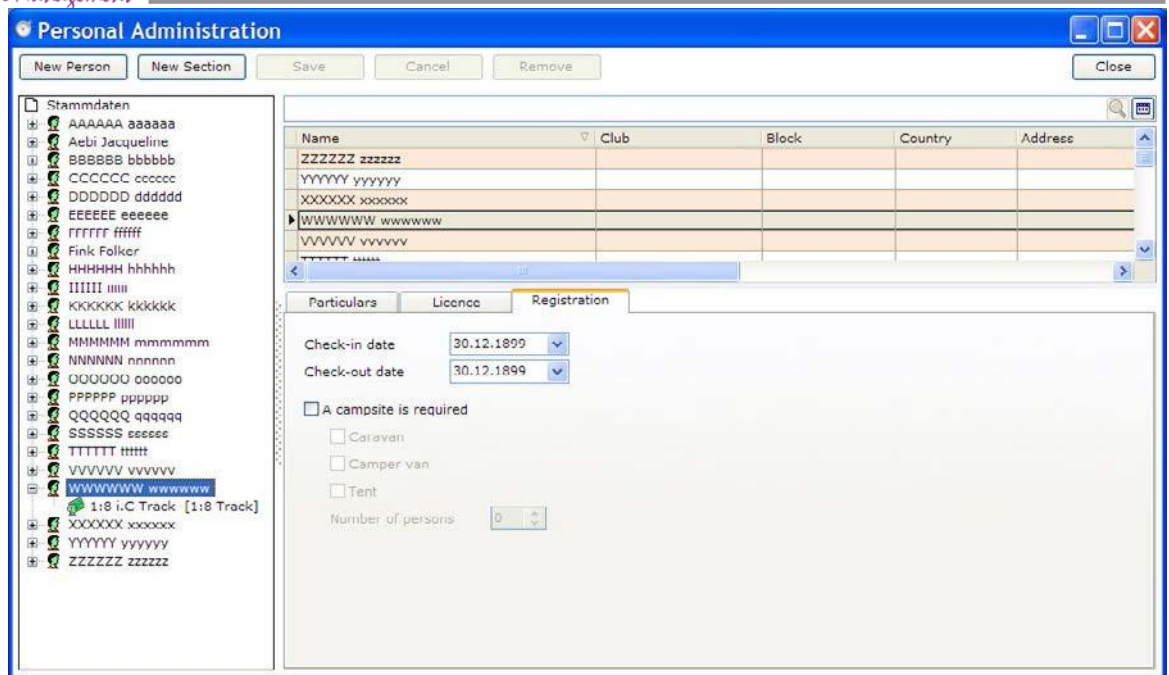 Personal Administration
New Person New Section Save Cancel Remove Close
Stammdaten
AAAAAA aaaaaa
Aebi Jacqueline
BBBBBB bbbbbb
CCCCCC cccccc
DDDDDD dddddd
EEEEEE eeeeee
FFFFFF ffffff
Fink Folker
HHHHHH hhhhhh
IIIIII iiiiii
KKKKKK kkkkkk
LLLLLL llllll
MMMMMM mmmmmm
NNNNNN nnnnnn
OOOOOO oooooo
PPPPPP pppppp
QQQQQQ qqqqqq
SSSSSS ssssss
TTTTTT tttttt
VVVVVV vvvvvv
WWWWWW wwwwww
1:8 i.C Track [1:8 Track]
XXXXXX xxxxxx
YYYYYY yyyyyy
ZZZZZZ zzzzzz
Name Club Block Country Address
ZZZZZZ zzzzzz
YYYYYY yyyyyy
XXXXXX xxxxxx
WWWWWW wwwwww
VVVVVV vvvvvv
TTTTTT tttttt
Particulars Licence Registration
Check-in date 30.12.1899
Check-out date 30.12.1899
A campsite is required
Caravan
Camper van
Tent
Number of persons 0